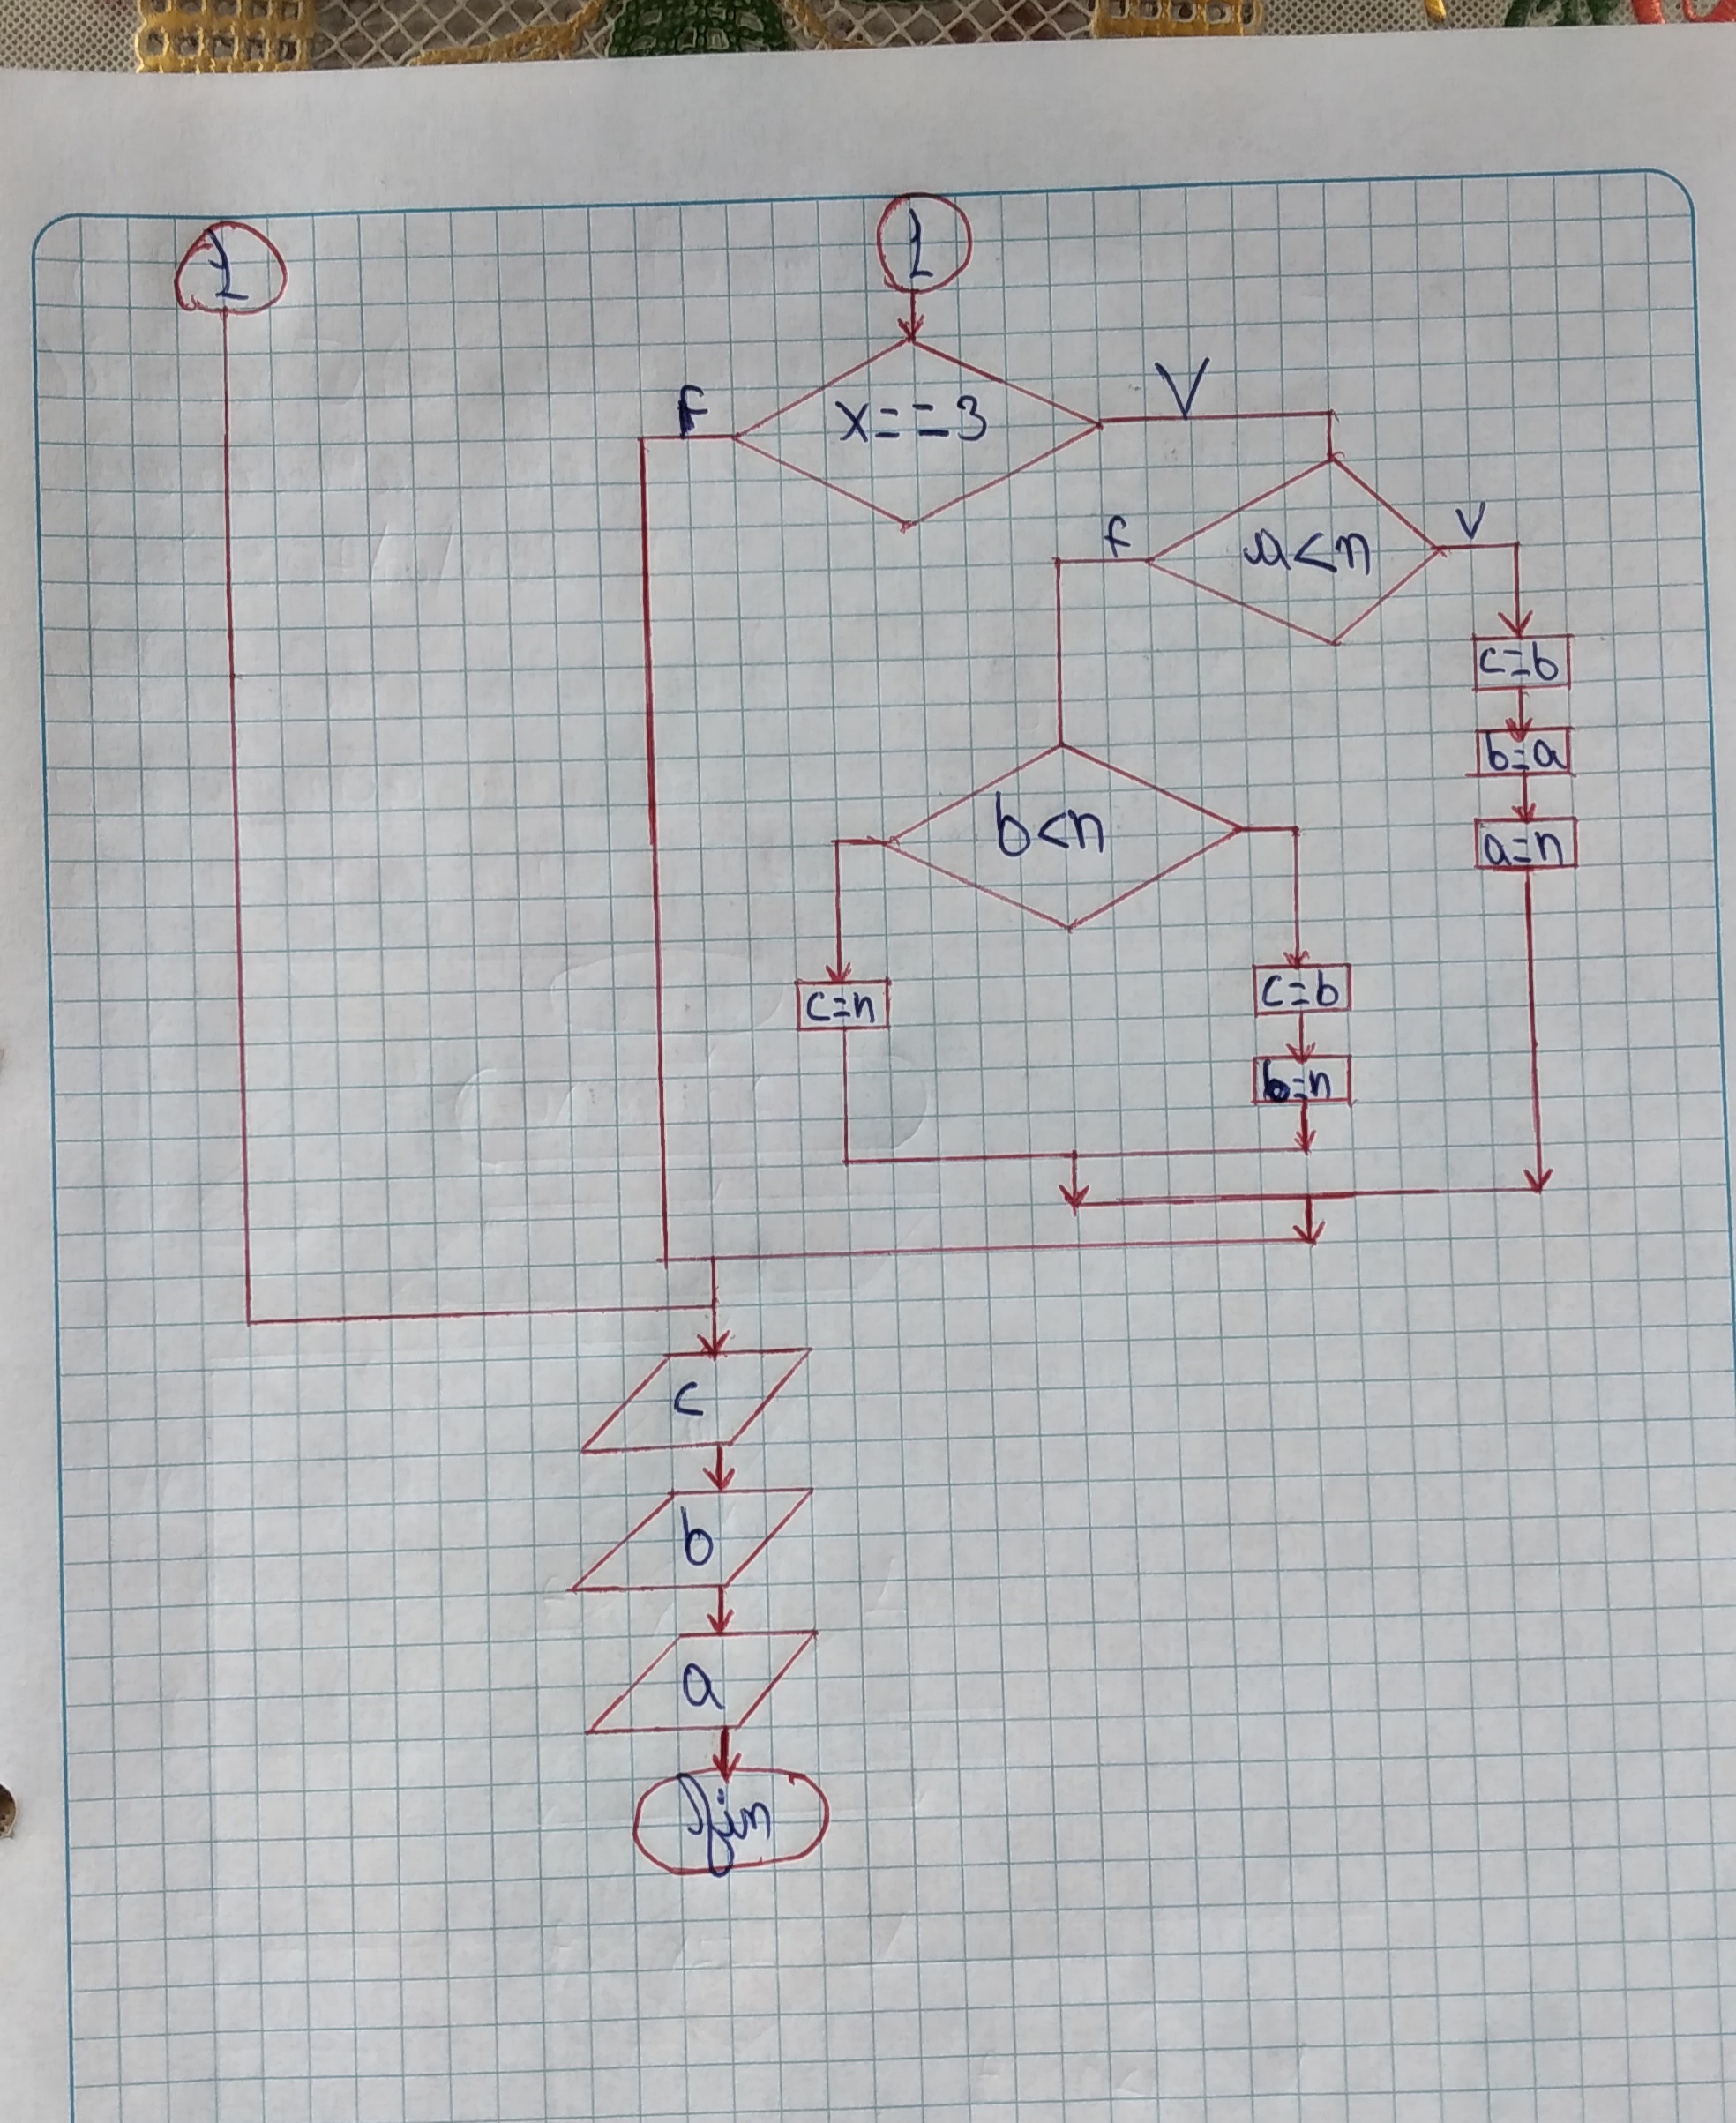 1
1
F
x==3
V
F
a<n
V
c=b
b=a
a=n
b<n
c=n
c=b
b=n
c
b
a
fin